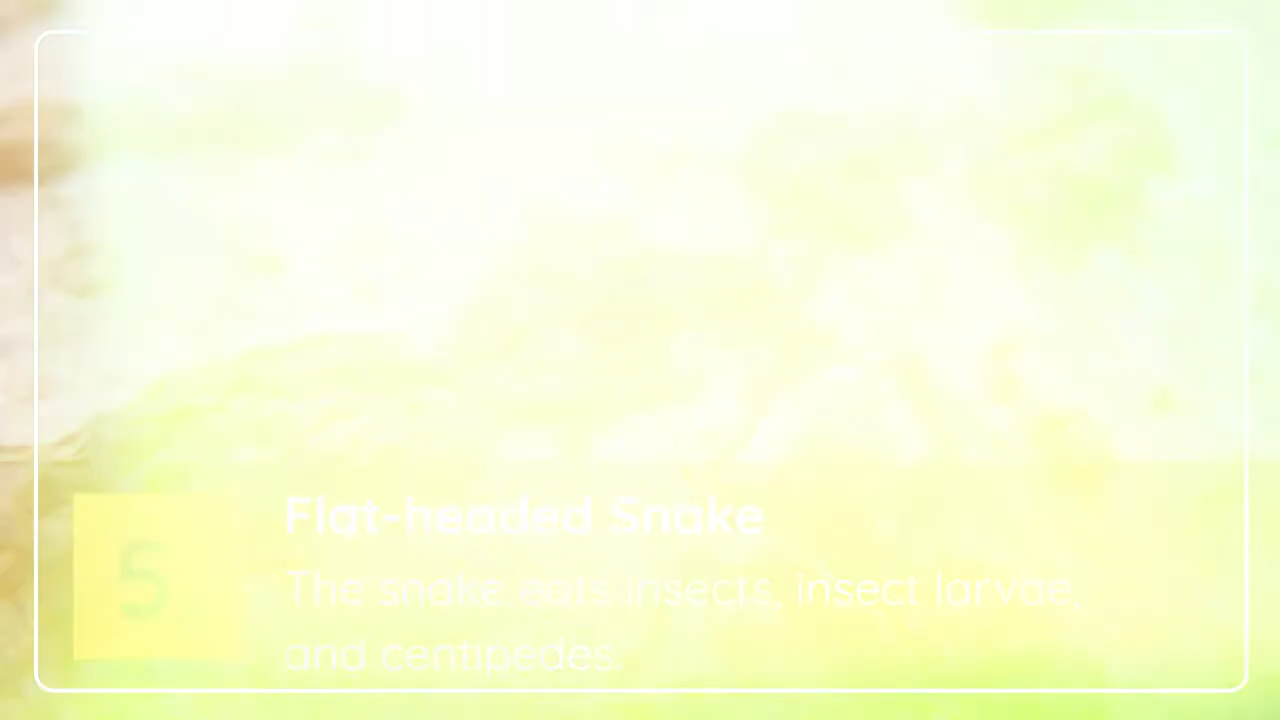 5
Flat-headed Snake
The snake eats insects, insect larvae,
and centipedes.